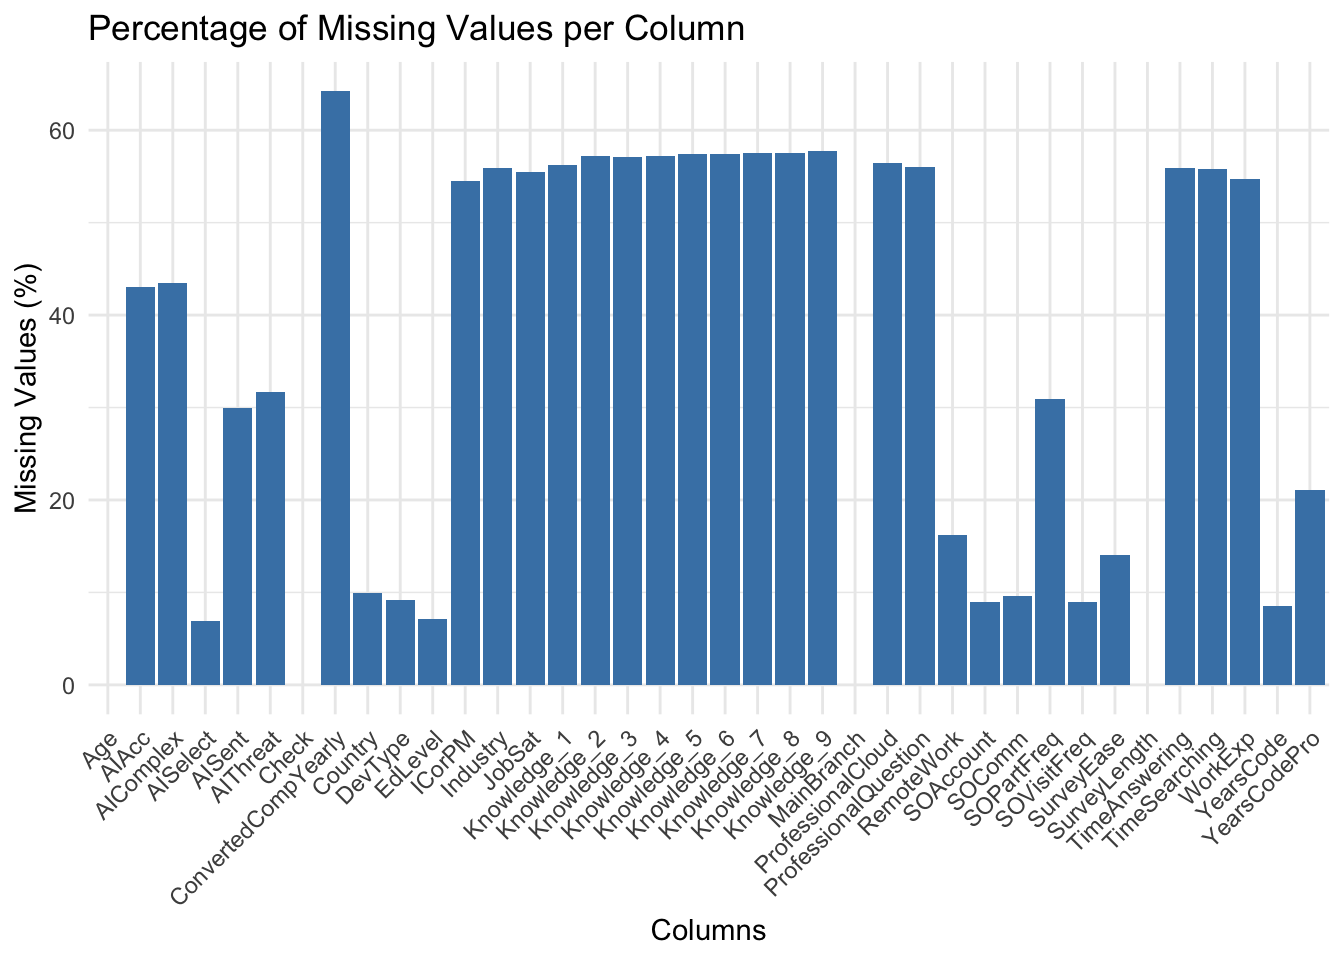 Percentage of Missing Values per Column
Missing Values (%)
60
40
20
0
Age
AIAcc
AIComplex
AISelect
AISent
AIThreat
Check
ConvertedCompYearly
Country
DevType
EdLevel
ICorPM
Industry
JobSat
Knowledge_1
Knowledge_2
Knowledge_3
Knowledge_4
Knowledge_5
Knowledge_6
Knowledge_7
Knowledge_8
Knowledge_9
MainBranch
ProfessionalCloud
ProfessionalQuestion
RemoteWork
SOAccount
SOComm
SOPartFreq
SOVisitFreq
SurveyEase
SurveyLength
TimeAnswering
TimeSearching
WorkExp
YearsCode
YearsCodePro
Columns